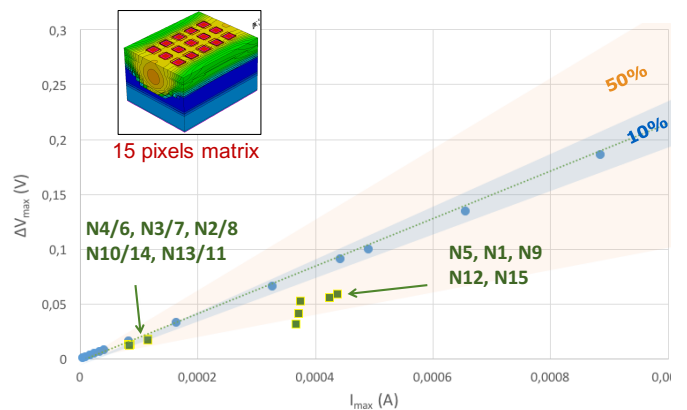 0,3
50%
0,2
10%
15 pixels matrix
ΔVmax (V)
N4/6, N3/7, N2/8
N10/14, N13/11
0,1
N5, N1, N9
N12, N15
0,05
0,15
0
0
0,0002
0,0004
0,0006
0,0008
Imax (A)